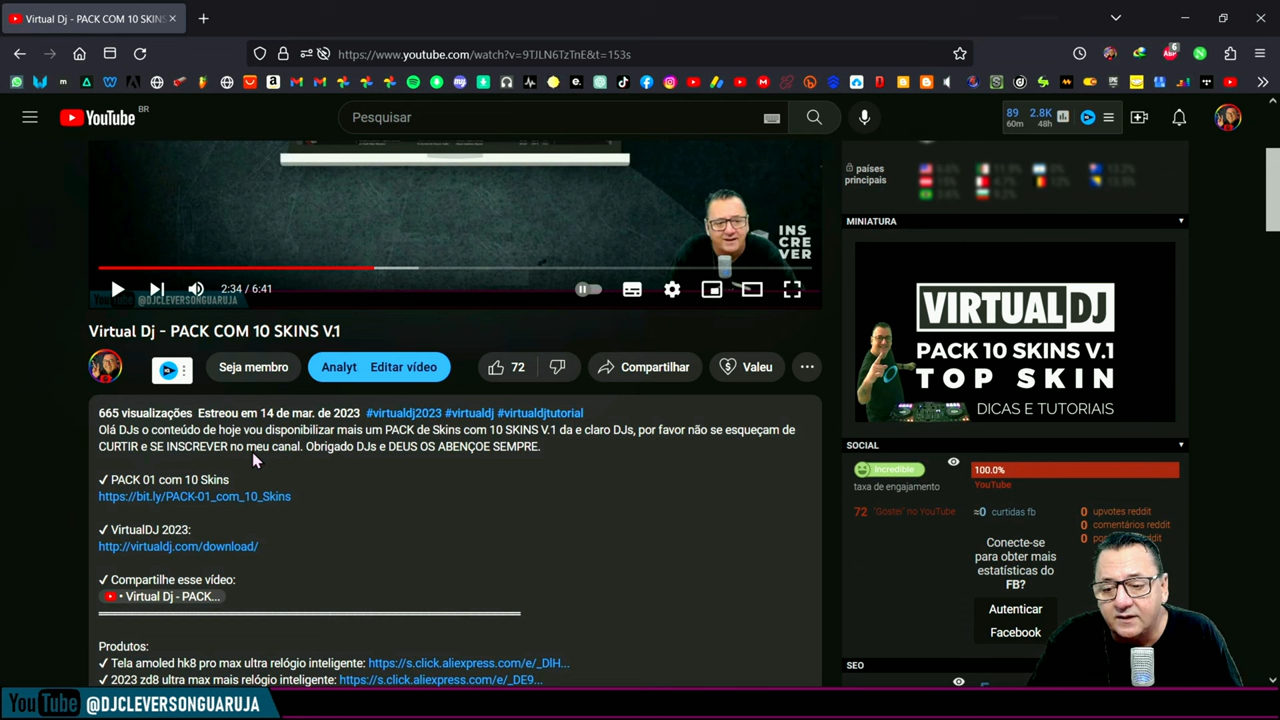 Virtual Dj - PACK COM 10 SKINS
https://www.youtube.com/watch?v=9TJLN6TzTnE&t=153s
6
YouTube BR
Pesquisar
89 60m 2.8K 48h
países principais
MINIATURA
INS
CRE
VER
2:34 / 6:41
YouTube @DJCLEVERSONGUARUJA
VIRTUAL DJ
PACK 10 SKINS V.1
TOP SKIN
DICAS E TUTORIAIS
Virtual Dj - PACK COM 10 SKINS V.1
Seja membro
Analyt Editar vídeo
72
Compartilhar
Valeu
665 visualizações Estreou em 14 de mar. de 2023 #virtualdj2023 #virtualdj #virtualdjtutorial
Olá DJs o conteúdo de hoje vou disponibilizar mais um PACK de Skins com 10 SKINS V.1 da e claro DJs, por favor não se esqueçam de
CURTIR e SE INSCREVER no meu canal. Obrigado DJs e DEUS OS ABENÇOE SEMPRE.
✓ PACK 01 com 10 Skins
https://bit.ly/PACK-01_com_10_Skins
✓ VirtualDJ 2023:
http://virtualdj.com/download/
✓ Compartilhe esse vídeo:
• Virtual Dj - PACK...
Produtos:
✓ Tela amoled hk8 pro max ultra relógio inteligente: https://s.click.aliexpress.com/e/_DlH...
✓ 2023 zd8 ultra max mais relógio inteligente: https://s.click.aliexpress.com/e/_DE9...
SOCIAL
Incredible
taxa de engajamento
100.0%
YouTube
72 "Gostei" no YouTube
≈0 curtidas fb
0 upvotes reddit
0 comentários reddit
0
Conecte-se
para obter mais
estatísticas do
FB?
Autenticar
Facebook
SEO
YouTube @DJCLEVERSONGUARUJA